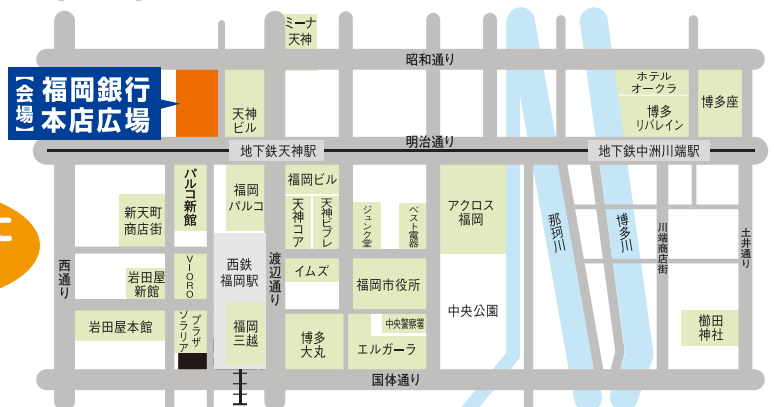 ミーナ
天神
昭和通り
【会場】
福岡銀行
本店広場
天神
ビル
ホテル
オークラ
博多
リバレイン
博多座
明治通り
地下鉄天神駅
地下鉄中洲川端駅
パルコ新館
福岡
パルコ
福岡ビル
天神コア
天神ビブレ
ジュンク堂
ベスト電器
アクロス
福岡
新天町
商店街
那珂川
博多川
川端商店街
土井通り
西通り
岩田屋
新館
VIORO
西鉄
福岡駅
渡辺通り
イムズ
福岡市役所
中央公園
岩田屋本館
ソラリア
プラザ
福岡
三越
博多
大丸
中央警察署
エルガーラ
櫛田
神社
国体通り